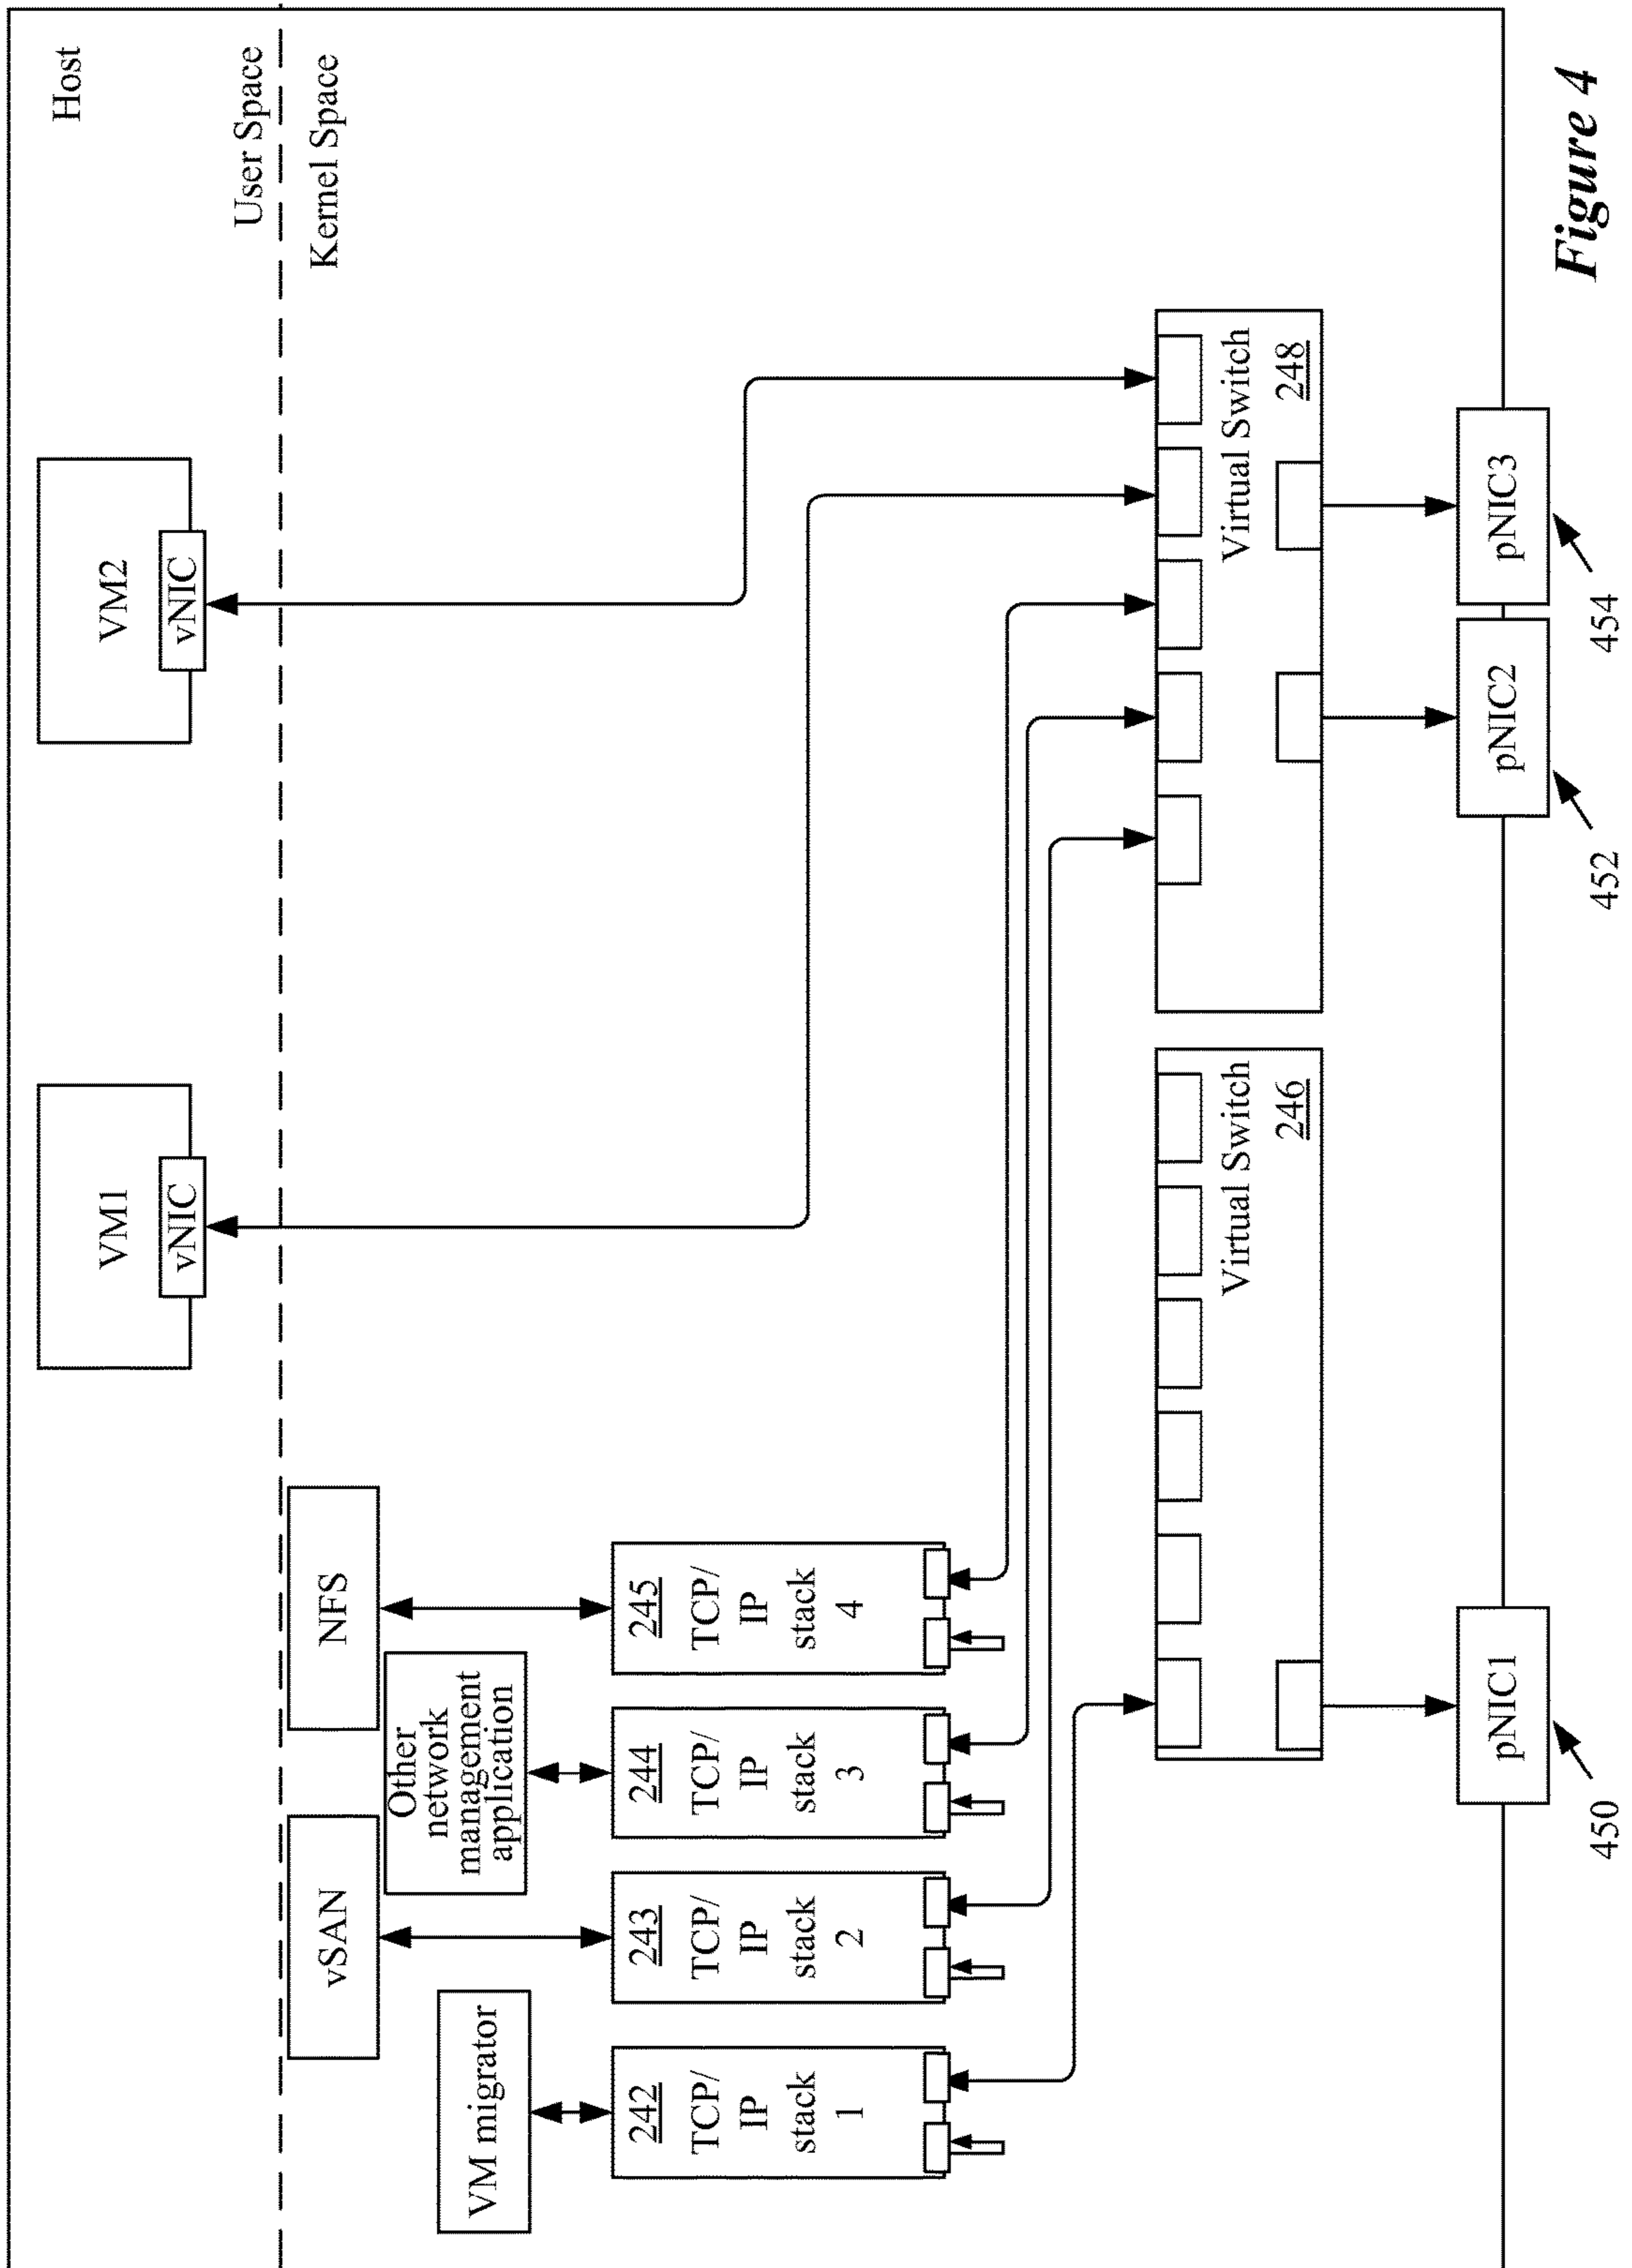 Host
VM1
vNIC
VM2
vNIC
User Space
Kernel Space
vSAN
NFS
VM migrator
Other
network
management
application
242
TCP/
IP
stack
1
243
TCP/
IP
stack
2
244
TCP/
IP
stack
3
245
TCP/
IP
stack
4
Virtual Switch
246
Virtual Switch
248
pNIC1
pNIC2
pNIC3
450
452
454
Figure 4